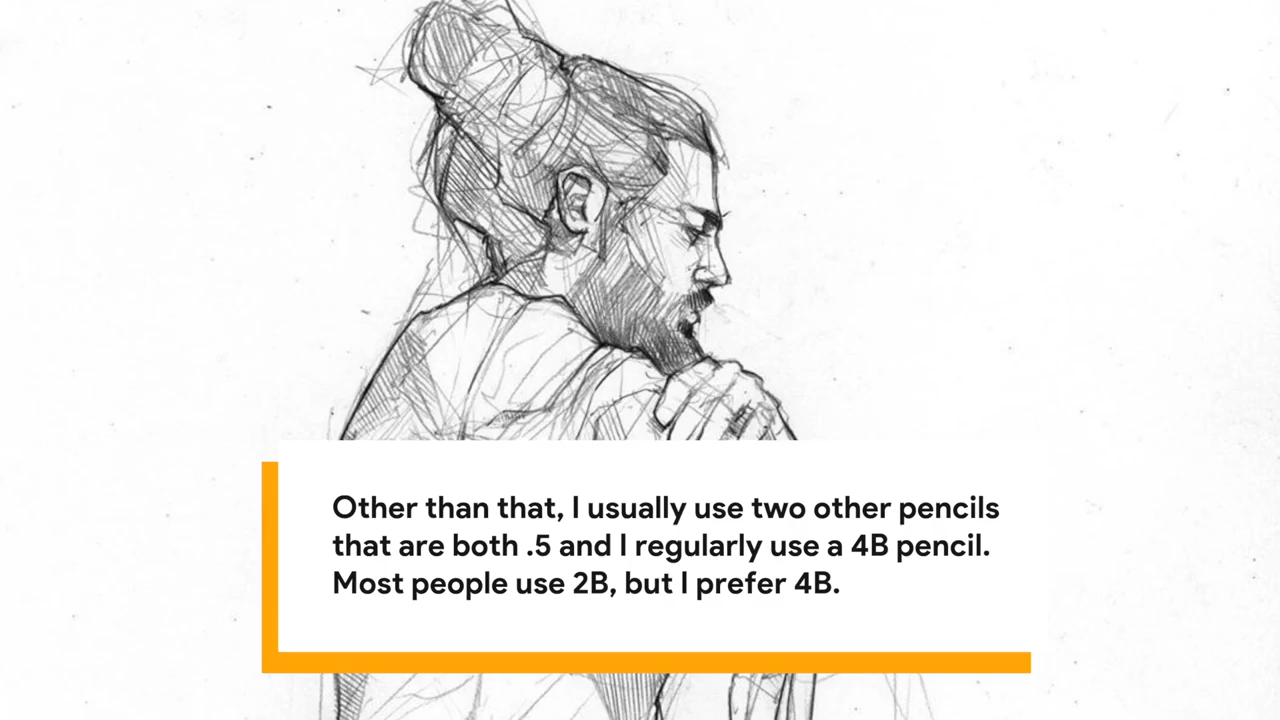 Other than that, I usually use two other pencils
that are both .5 and I regularly use a 4B pencil.
Most people use 2B, but I prefer 4B.